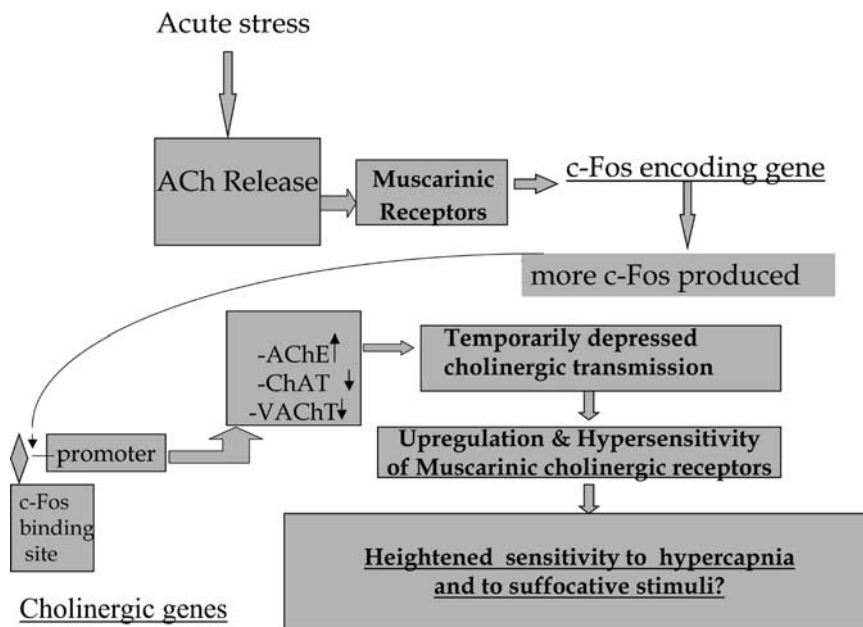 Acute stress
ACh Release
Muscarinic
Receptors
c-Fos encoding gene
more c-Fos produced
-AChE
-ChAT
-VAChT
Temporarily depressed
cholinergic transmission
promoter
Upregulation & Hypersensitivity
of Muscarinic cholinergic receptors
c-Fos
binding
site
Heightened sensitivity to hypercapnia
and to suffocative stimuli?
Cholinergic genes